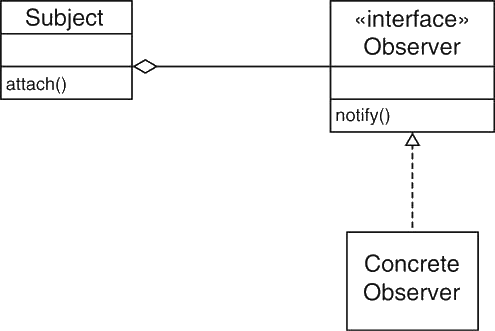 Subject
attach()
«interface»
Observer
notify()
Concrete
Observer